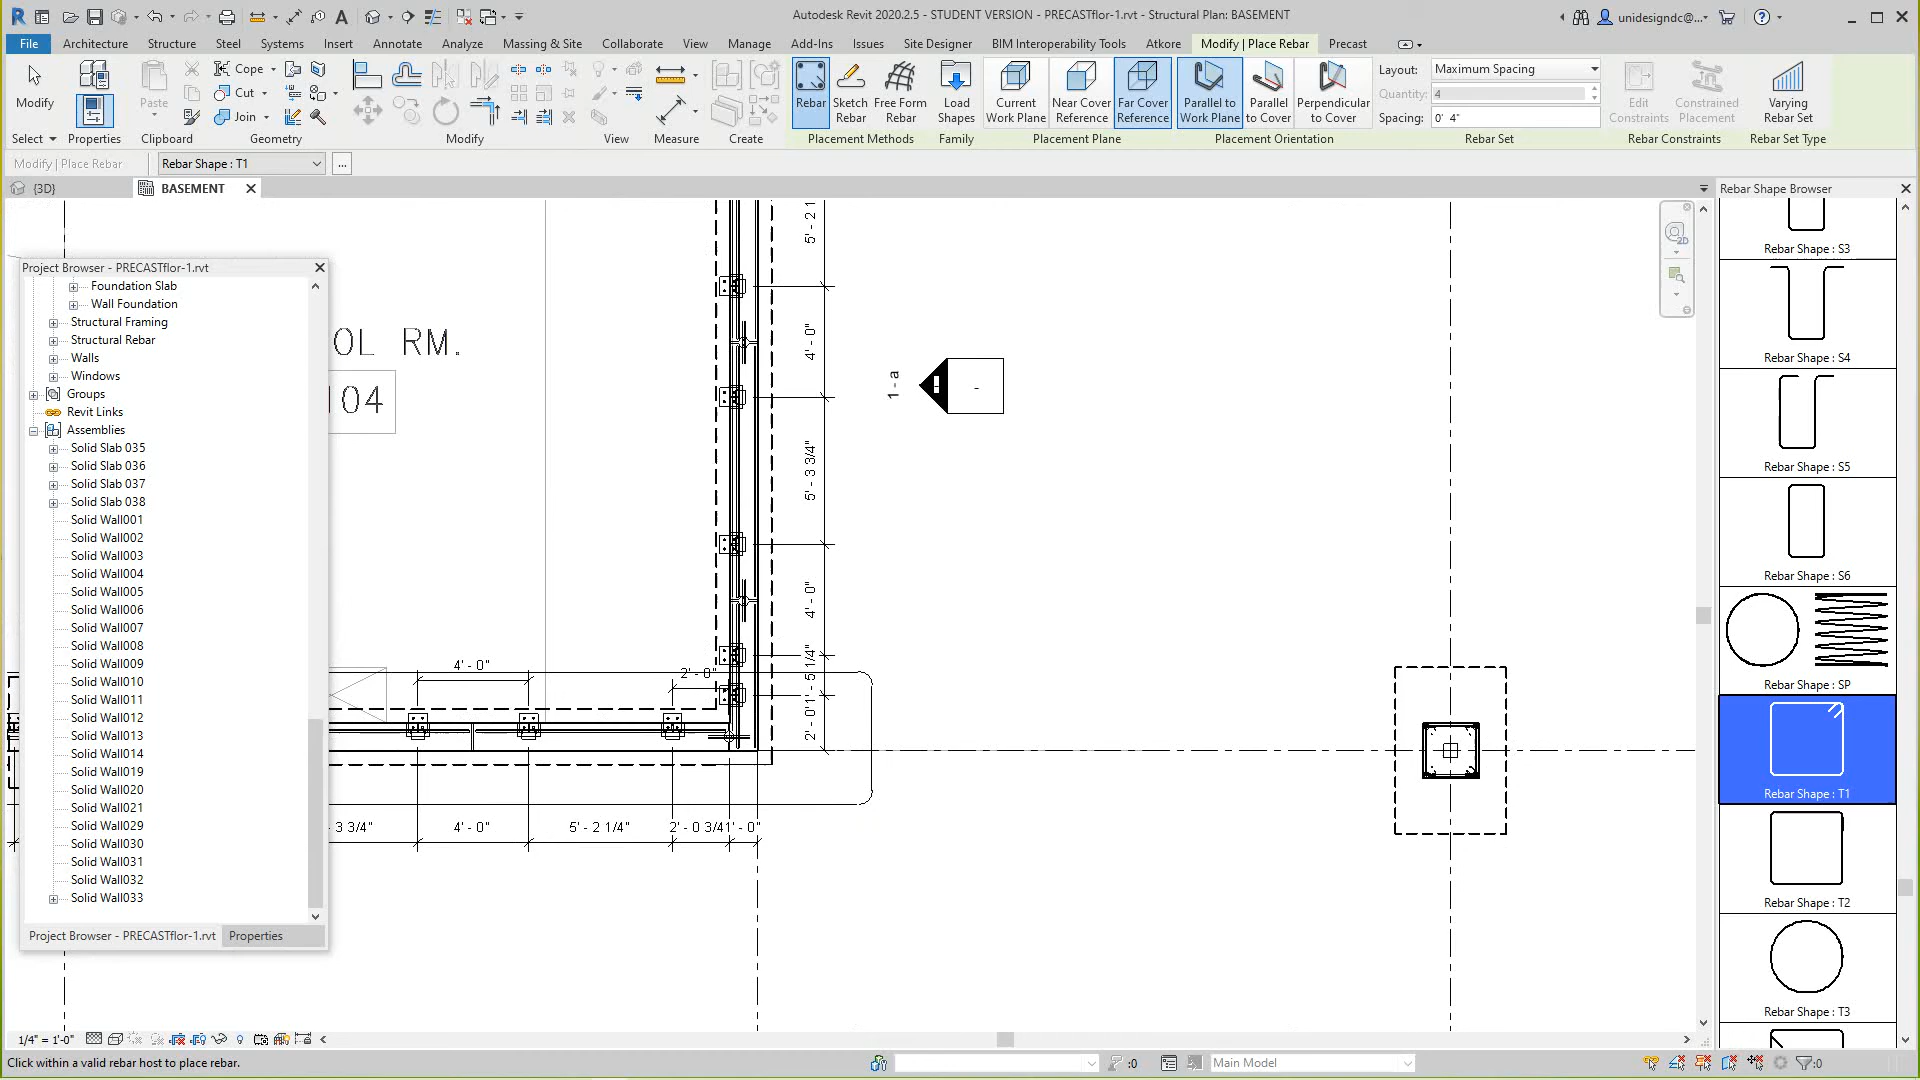 Autodesk Revit 2020.2.5 - STUDENT VERSION - PRECASTflor-1.rvt - Structural Plan: BASEMENT
unidesigndc@...
File Architecture Structure Steel Systems Insert Annotate Analyze Massing & Site Collaborate View Manage Add-Ins Issues Site Designer BIM Interoperability Tools Atkore Modify | Place Rebar Precast
Modify
Select
Properties
Paste
Clipboard
Cope
Cut
Join
Geometry
Modify
View
Measure
Create
Rebar
Sketch Rebar
Free Form Rebar
Placement Methods
Load Shapes
Family
Current Work Plane
Near Cover Reference
Far Cover Reference
Placement Plane
Parallel to Work Plane
Parallel to Cover
Perpendicular to Cover
Placement Orientation
Layout: Maximum Spacing
Quantity: 4
Spacing: 0' 4"
Rebar Set
Edit Constraints
Constrained Placement
Rebar Constraints
Varying Rebar Set
Rebar Set Type
Modify | Place Rebar
Rebar Shape : T1
...
{3D}
BASEMENT
Project Browser - PRECASTflor-1.rvt
Foundation Slab
Wall Foundation
Structural Framing
Structural Rebar
Walls
Windows
Groups
Revit Links
Assemblies
Solid Slab 035
Solid Slab 036
Solid Slab 037
Solid Slab 038
Solid Wall001
Solid Wall002
Solid Wall003
Solid Wall004
Solid Wall005
Solid Wall006
Solid Wall007
Solid Wall008
Solid Wall009
Solid Wall010
Solid Wall011
Solid Wall012
Solid Wall013
Solid Wall014
Solid Wall019
Solid Wall020
Solid Wall021
Solid Wall029
Solid Wall030
Solid Wall031
Solid Wall032
Solid Wall033
Project Browser - PRECASTflor-1.rvt
Properties
OL RM.
104
5' - 2 1
4' - 0"
5' - 3 3/4"
4' - 0"
1' - 5 1/4"
2' - 0"
1 - a
-
4' - 0"
2' - 0"
3 3/4"
4' - 0"
5' - 2 1/4"
2' - 0 3/4
1' - 0"
2D
Rebar Shape Browser
Rebar Shape : S3
Rebar Shape : S4
Rebar Shape : S5
Rebar Shape : S6
Rebar Shape : SP
Rebar Shape : T1
Rebar Shape : T2
Rebar Shape : T3
1/4" = 1'-0"
Click within a valid rebar host to place rebar.
:0
Main Model
:0